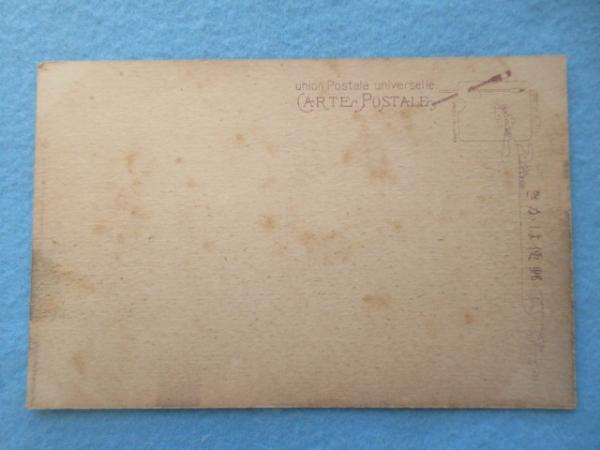 union Postale universelle
CARTE POSTALE
郵便はかき